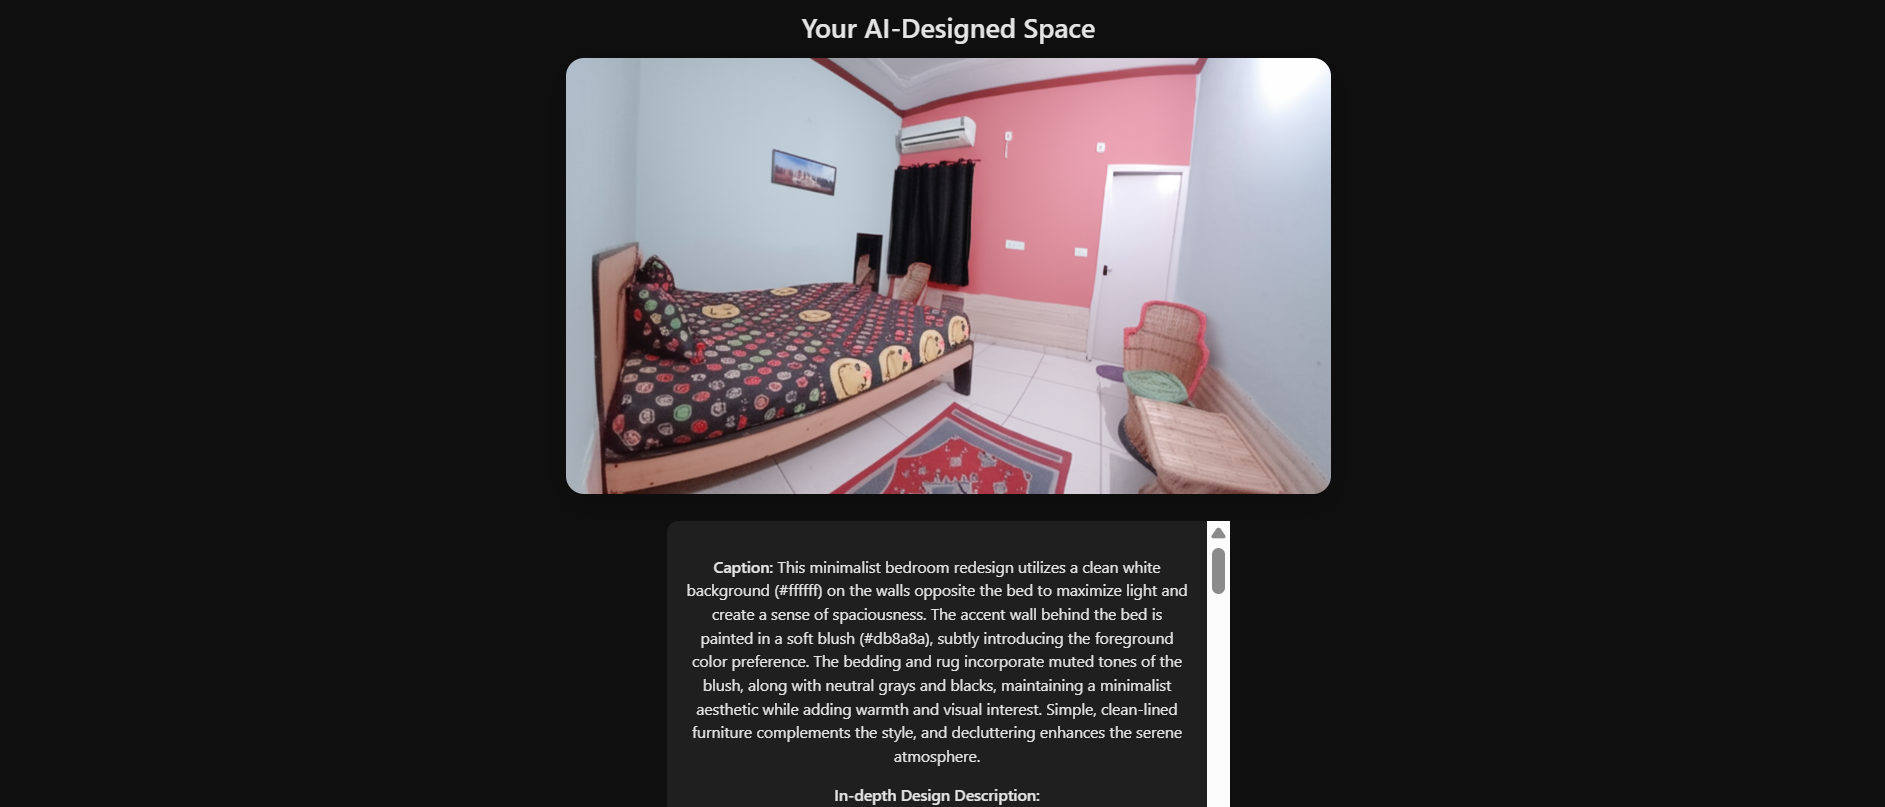 Your AI-Designed Space
Caption: This minimalist bedroom redesign utilizes a clean white
background (#ffffff) on the walls opposite the bed to maximize light and
create a sense of spaciousness. The accent wall behind the bed is
painted in a soft blush (#db8a8a), subtly introducing the foreground
color preference. The bedding and rug incorporate muted tones of the
blush, along with neutral grays and blacks, maintaining a minimalist
aesthetic while adding warmth and visual interest. Simple, clean-lined
furniture complements the style, and decluttering enhances the serene
atmosphere.
In-depth Design Description: